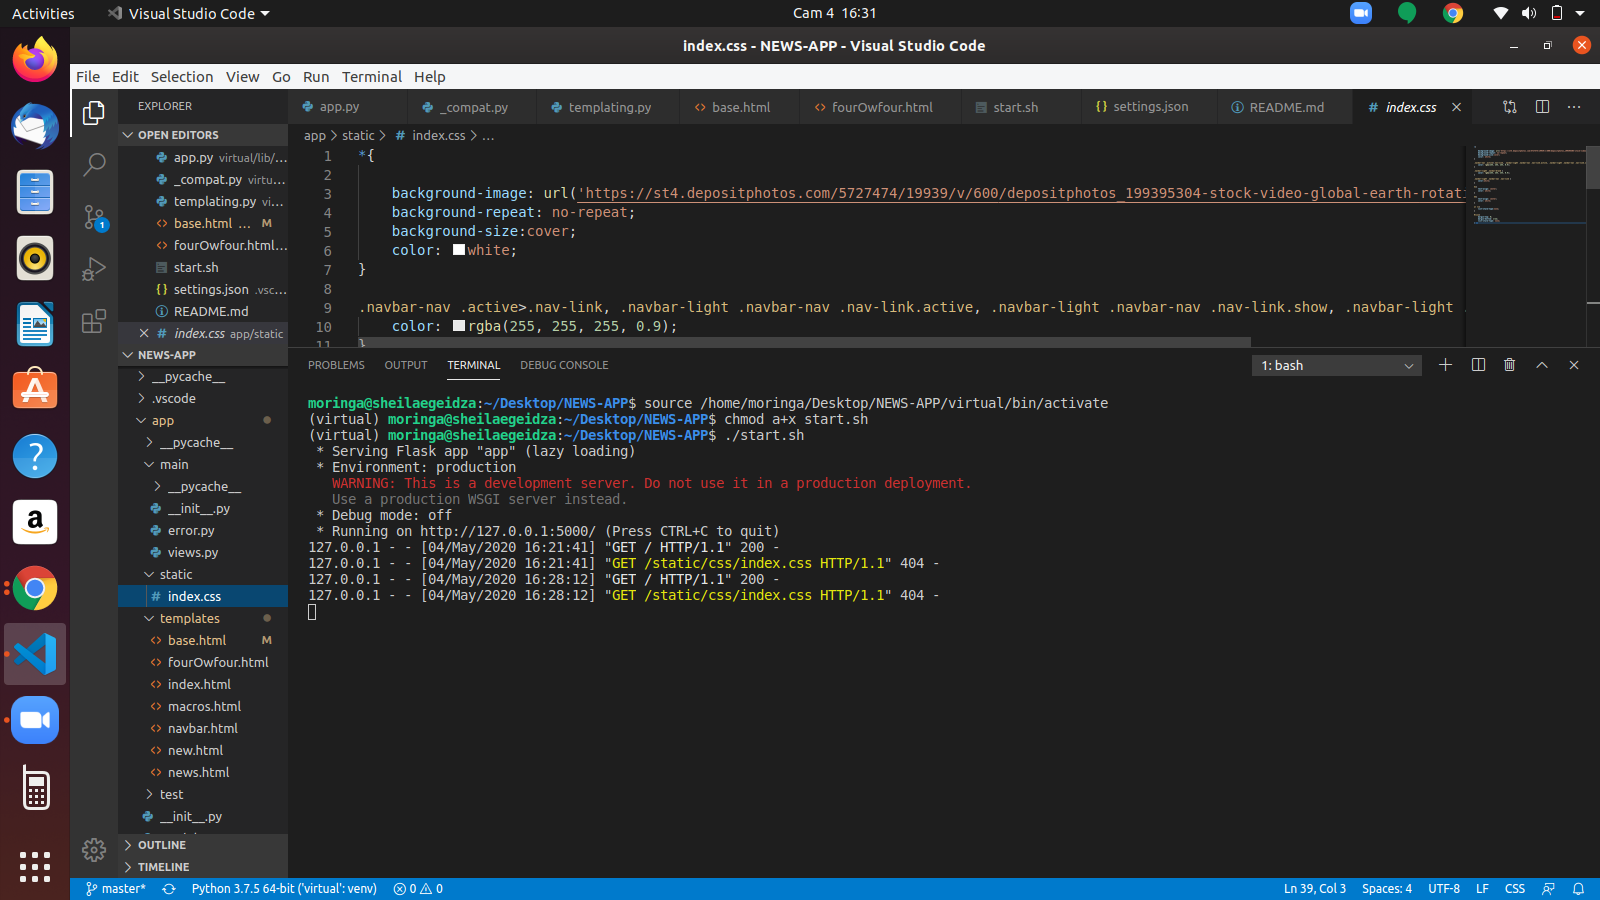 Activities
Visual Studio Code
Cam 4 16:31
index.css - NEWS-APP - Visual Studio Code
File Edit Selection View Go Run Terminal Help
EXPLORER
OPEN EDITORS
app.py virtual/lib/...
_compat.py virtu...
templating.py vi...
base.html ... M
fourOwfour.html...
start.sh
settings.json .vsc...
README.md
index.css app/static
NEWS-APP
__pycache__
.vscode
app
__pycache__
main
__pycache__
__init__.py
error.py
views.py
static
index.css
templates
base.html M
fourOwfour.html
index.html
macros.html
navbar.html
new.html
news.html
test
__init__.py
OUTLINE
TIMELINE
1
app.py
_compat.py
templating.py
base.html
fourOwfour.html
start.sh
settings.json
README.md
index.css
app > static > # index.css > ...
1 *{
2
3 background-image: url('https://st4.depositphotos.com/5727474/19939/v/600/depositphotos_199395304-stock-video-global-earth-rotati
4 background-repeat: no-repeat;
5 background-size:cover;
6 color: white;
7 }
8
9 .navbar-nav .active>.nav-link, .navbar-light .navbar-nav .nav-link.active, .navbar-light .navbar-nav .nav-link.show, .navbar-light .
10 color: rgba(255, 255, 255, 0.9);
11 }
PROBLEMS OUTPUT TERMINAL DEBUG CONSOLE
1: bash
moringa@sheilaegeidza:~/Desktop/NEWS-APP$ source /home/moringa/Desktop/NEWS-APP/virtual/bin/activate
(virtual) moringa@sheilaegeidza:~/Desktop/NEWS-APP$ chmod a+x start.sh
(virtual) moringa@sheilaegeidza:~/Desktop/NEWS-APP$ ./start.sh
* Serving Flask app "app" (lazy loading)
* Environment: production
WARNING: This is a development server. Do not use it in a production deployment.
Use a production WSGI server instead.
* Debug mode: off
* Running on http://127.0.0.1:5000/ (Press CTRL+C to quit)
127.0.0.1 - - [04/May/2020 16:21:41] "GET / HTTP/1.1" 200 -
127.0.0.1 - - [04/May/2020 16:21:41] "GET /static/css/index.css HTTP/1.1" 404 -
127.0.0.1 - - [04/May/2020 16:28:12] "GET / HTTP/1.1" 200 -
127.0.0.1 - - [04/May/2020 16:28:12] "GET /static/css/index.css HTTP/1.1" 404 -
master* Python 3.7.5 64-bit ('virtual': venv) 0 0 Ln 39, Col 3 Spaces: 4 UTF-8 LF CSS